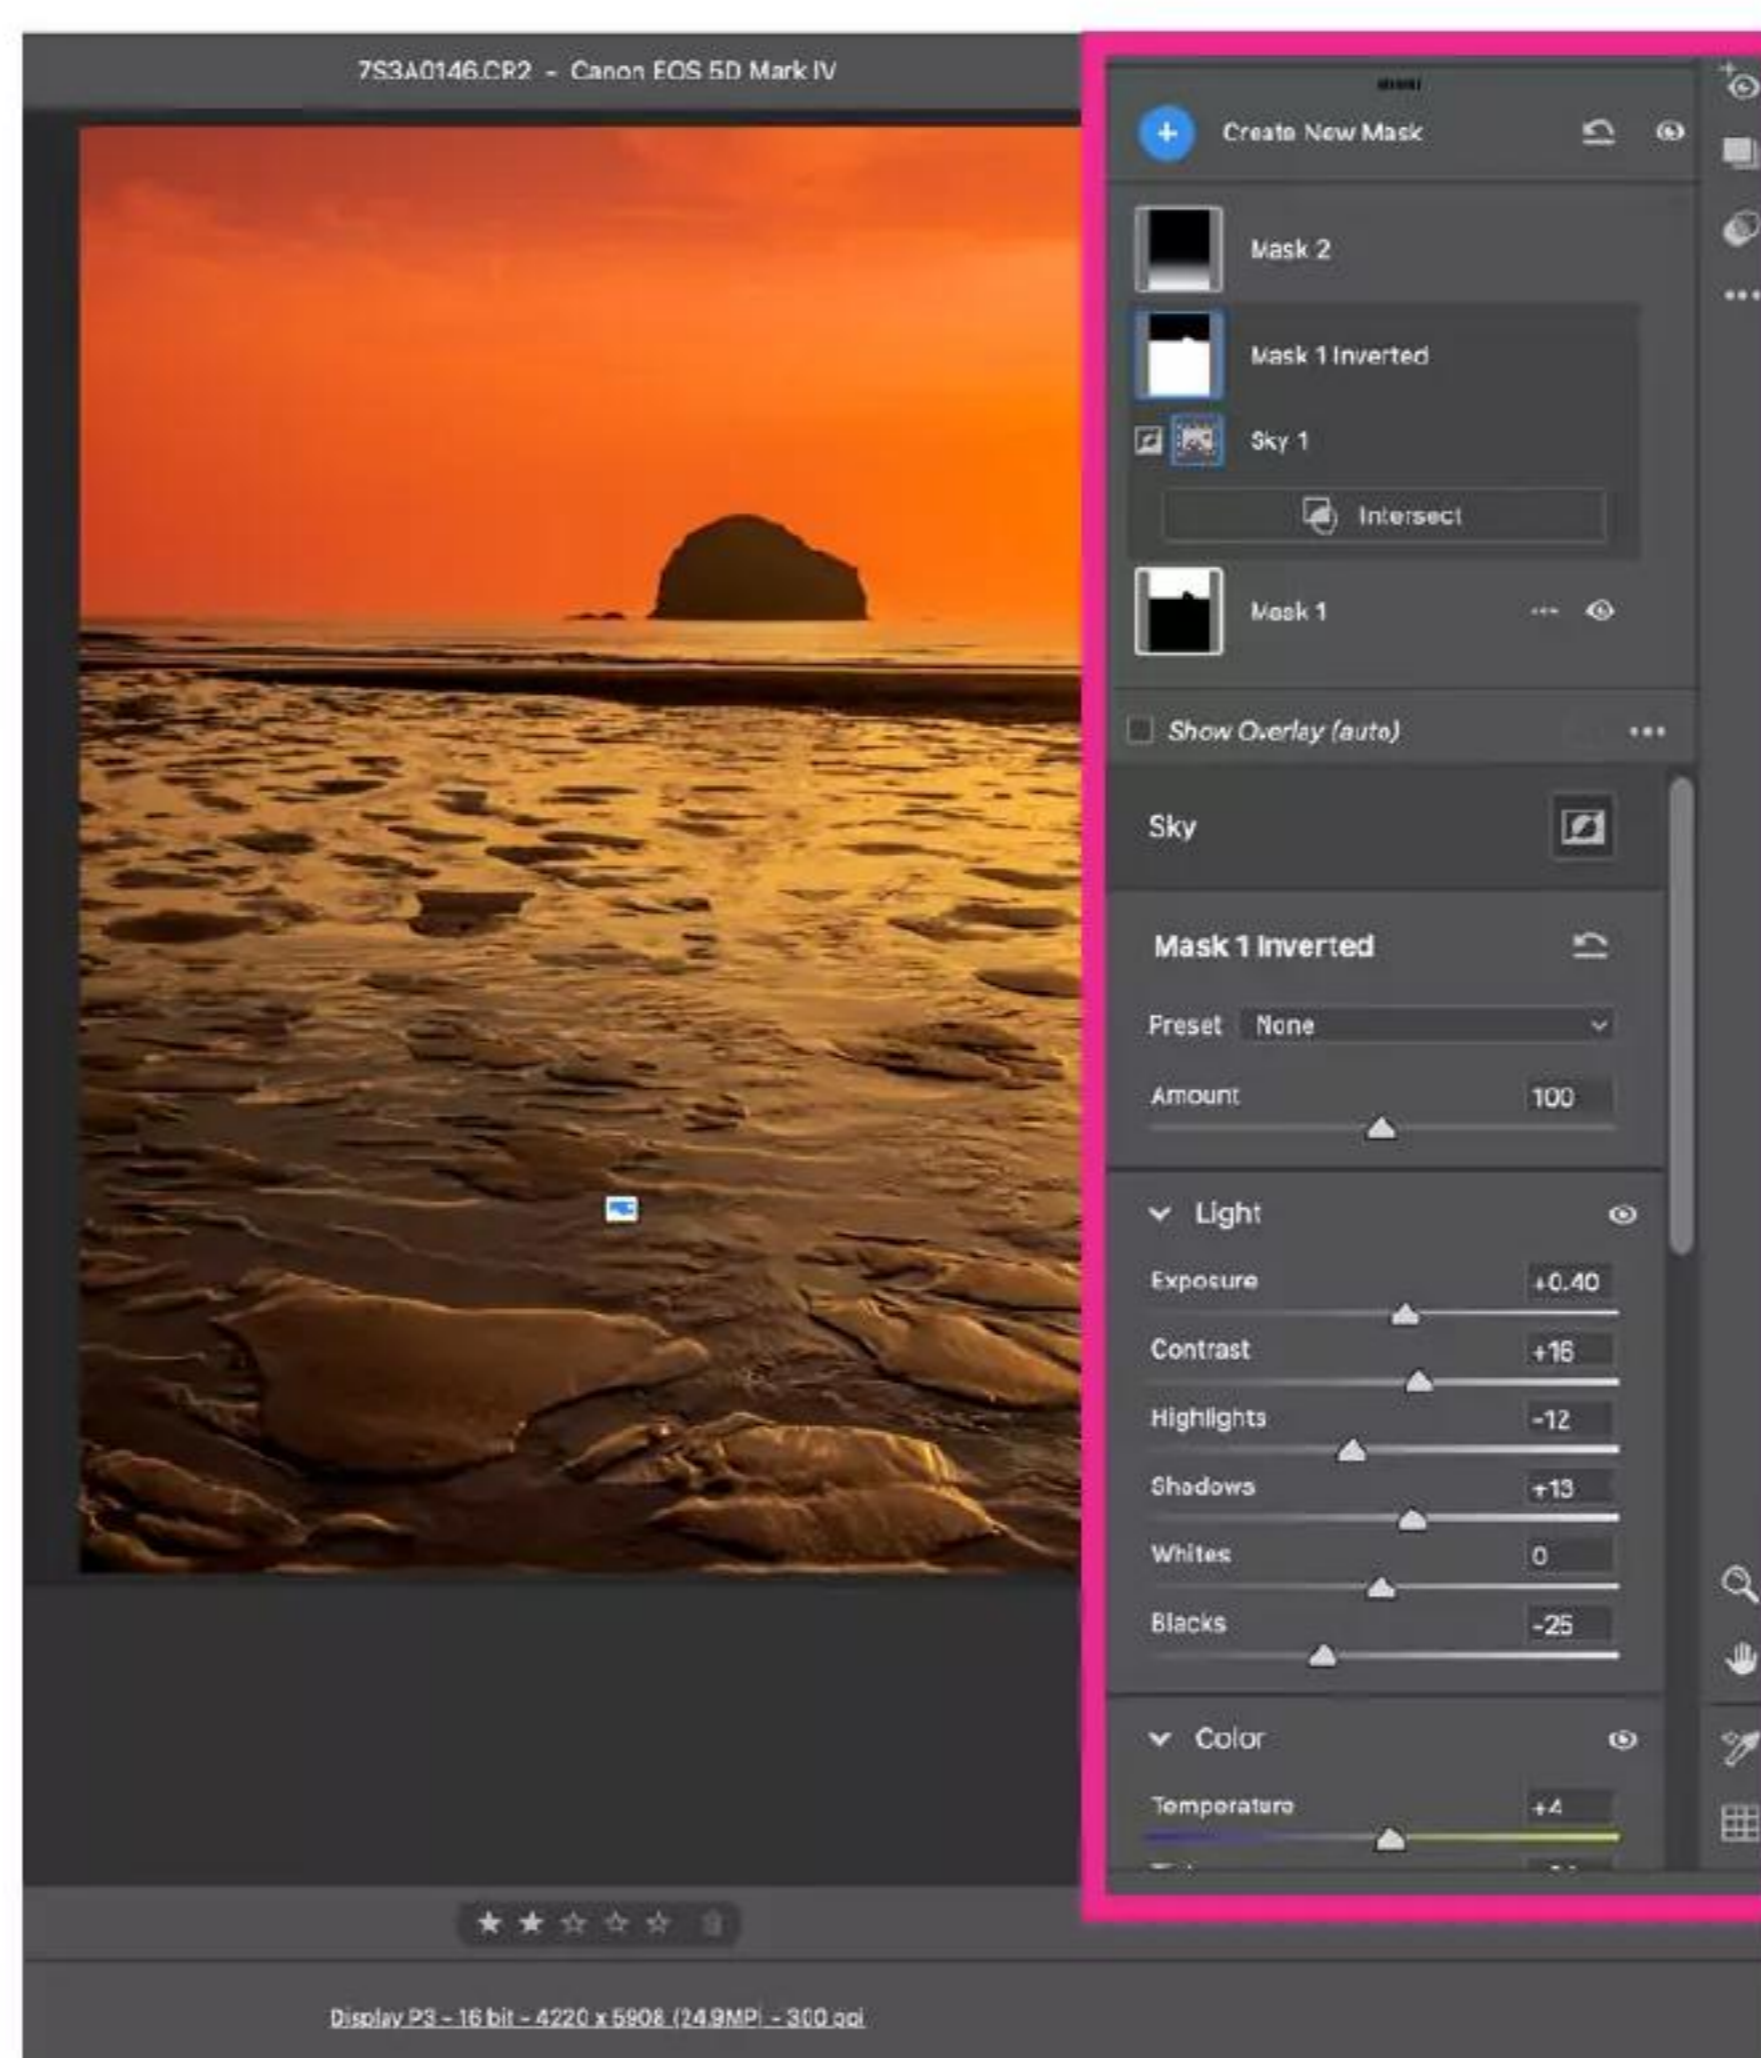 7S3A0146.CR2 - Canon EOS 5D Mark IV
Create New Mask
Mask 2
Mask 1 Inverted
Sky 1
Intersect
Mask 1
Show Overlay (auto)
Sky
Mask 1 Inverted
Preset None
Amount 100
Light
Exposure +0.40
Contrast +16
Highlights -12
Shadows +13
Whites 0
Blacks -25
Color
Temperature +4
Display P3 - 16 bit - 4220 x 5908 (24.9MP) - 300 ppi